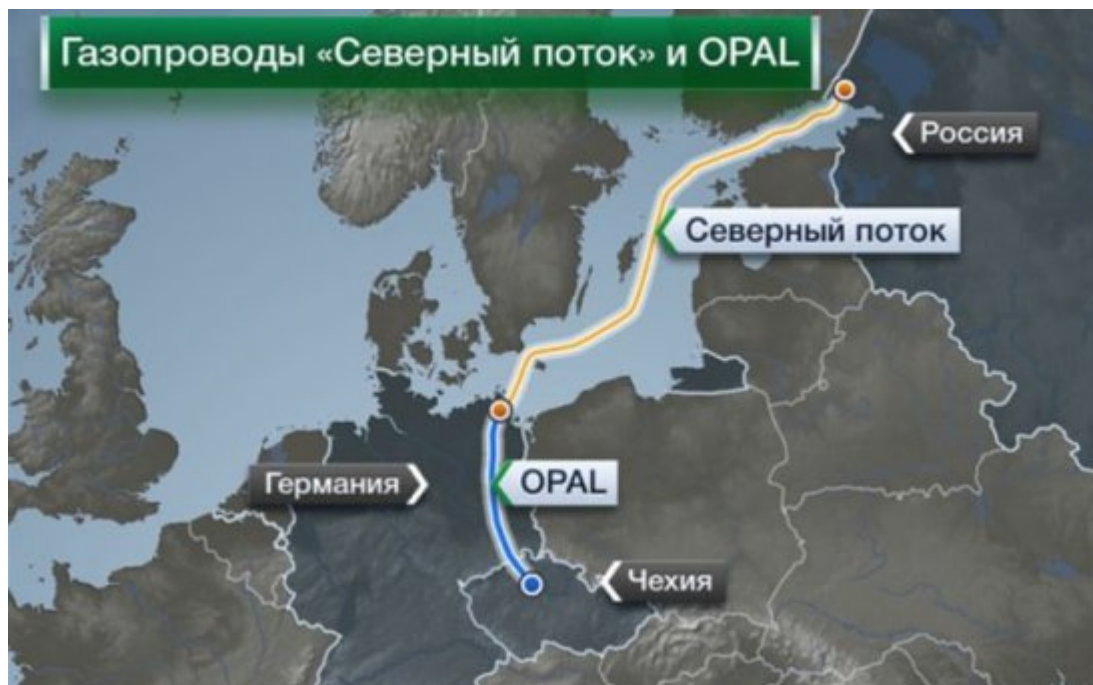 Газопроводы «Северный поток» и OPAL
Россия
Северный поток
Германия
OPAL
Чехия